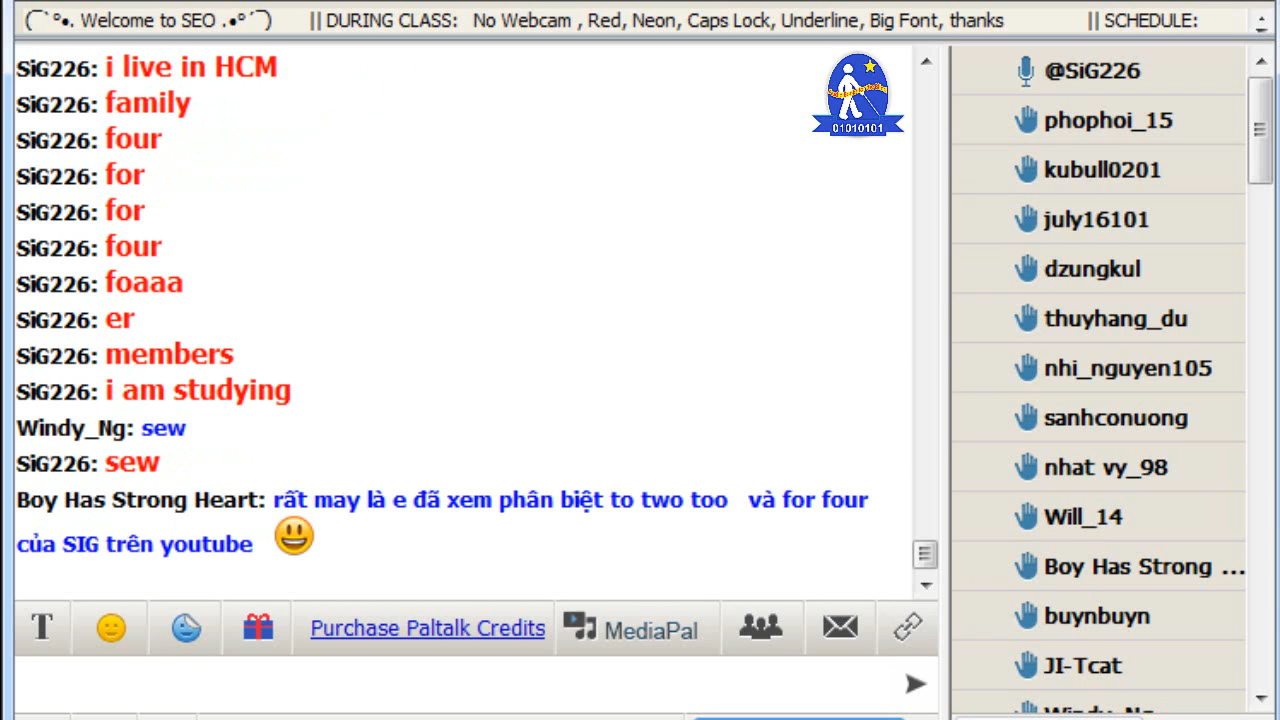 (¯`°•. Welcome to SEO .•°´¯) || DURING CLASS: No Webcam , Red, Neon, Caps Lock, Underline, Big Font, thanks || SCHEDULE:
SiG226: i live in HCM
SiG226: family
SiG226: four
SiG226: for
SiG226: for
SiG226: four
SiG226: foaaa
SiG226: er
SiG226: members
SiG226: i am studying
Windy_Ng: sew
SiG226: sew
Boy Has Strong Heart: rất may là e đã xem phân biệt to two too và for four
của SIG trên youtube
01010101
T
Purchase Paltalk Credits
MediaPal
@SiG226
phophoi_15
kubull0201
july16101
dzungkul
thuyhang_du
nhi_nguyen105
sanhconuong
nhat vy_98
Will_14
Boy Has Strong ...
buynbuyn
JI-Tcat
Windy_Ng